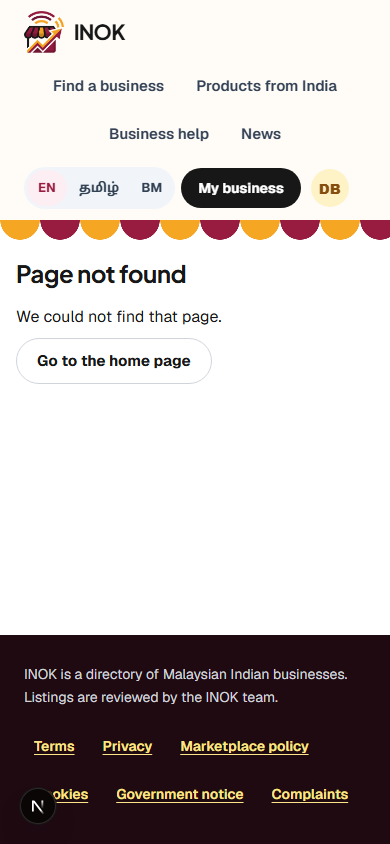 INOK
Find a business
Products from India
Business help
News
EN
தமிழ்
BM
My business
DB
Page not found
We could not find that page.
Go to the home page
INOK is a directory of Malaysian Indian businesses.
Listings are reviewed by the INOK team.
Terms
Privacy
Marketplace policy
N
Government notice
Complaints